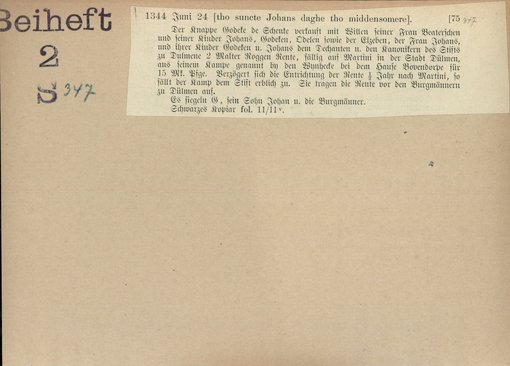 Beiheft
2
S 347
1344 Juni 24 [tho suncte Johans daghe tho middensomere]. [75 347
Der Knappe Godeke de Schenke verkauft mit Willen seiner Frau Beaterschen
und seiner Kinder Johans, Godeken, Odelen sowie der Elzeben, der Frau Johans,
und ihrer Kinder Godeken u. Johans dem Dechanten u. den Kanonikern des Stifts
zu Dulmene 2 Malter Roggen Rente, fällig auf Martini in der Stadt Dülmen,
aus seinem Kampe genannt by den Wynhecke bei dem Hause Bovendorpe für
15 Mk. Pfge. Verzögert sich die Entrichtung der Rente ½ Jahr nach Martini, so
fällt der Kamp dem Stift erblich zu. Sie tragen die Rente vor den Burgmännern
zu Dülmen auf.
Es siegeln G., sein Sohn Johan u. die Burgmänner.
Schwarzes Kopiar fol. 11/11v.